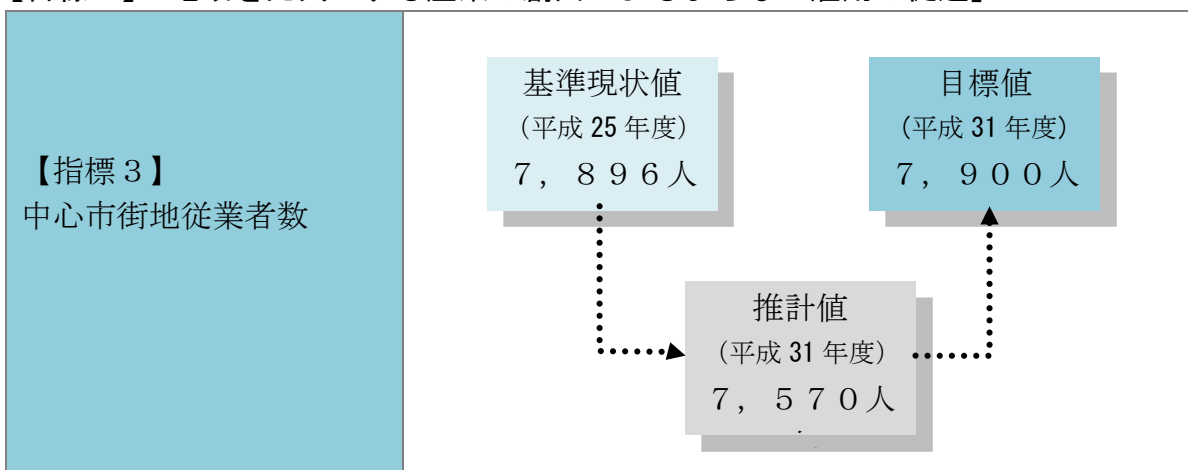 【指標３】
中心市街地従業者数
基準現状値
（平成 25 年度）
７，８９６人
目標値
（平成 31 年度）
７，９００人
推計値
（平成 31 年度）
７，５７０人